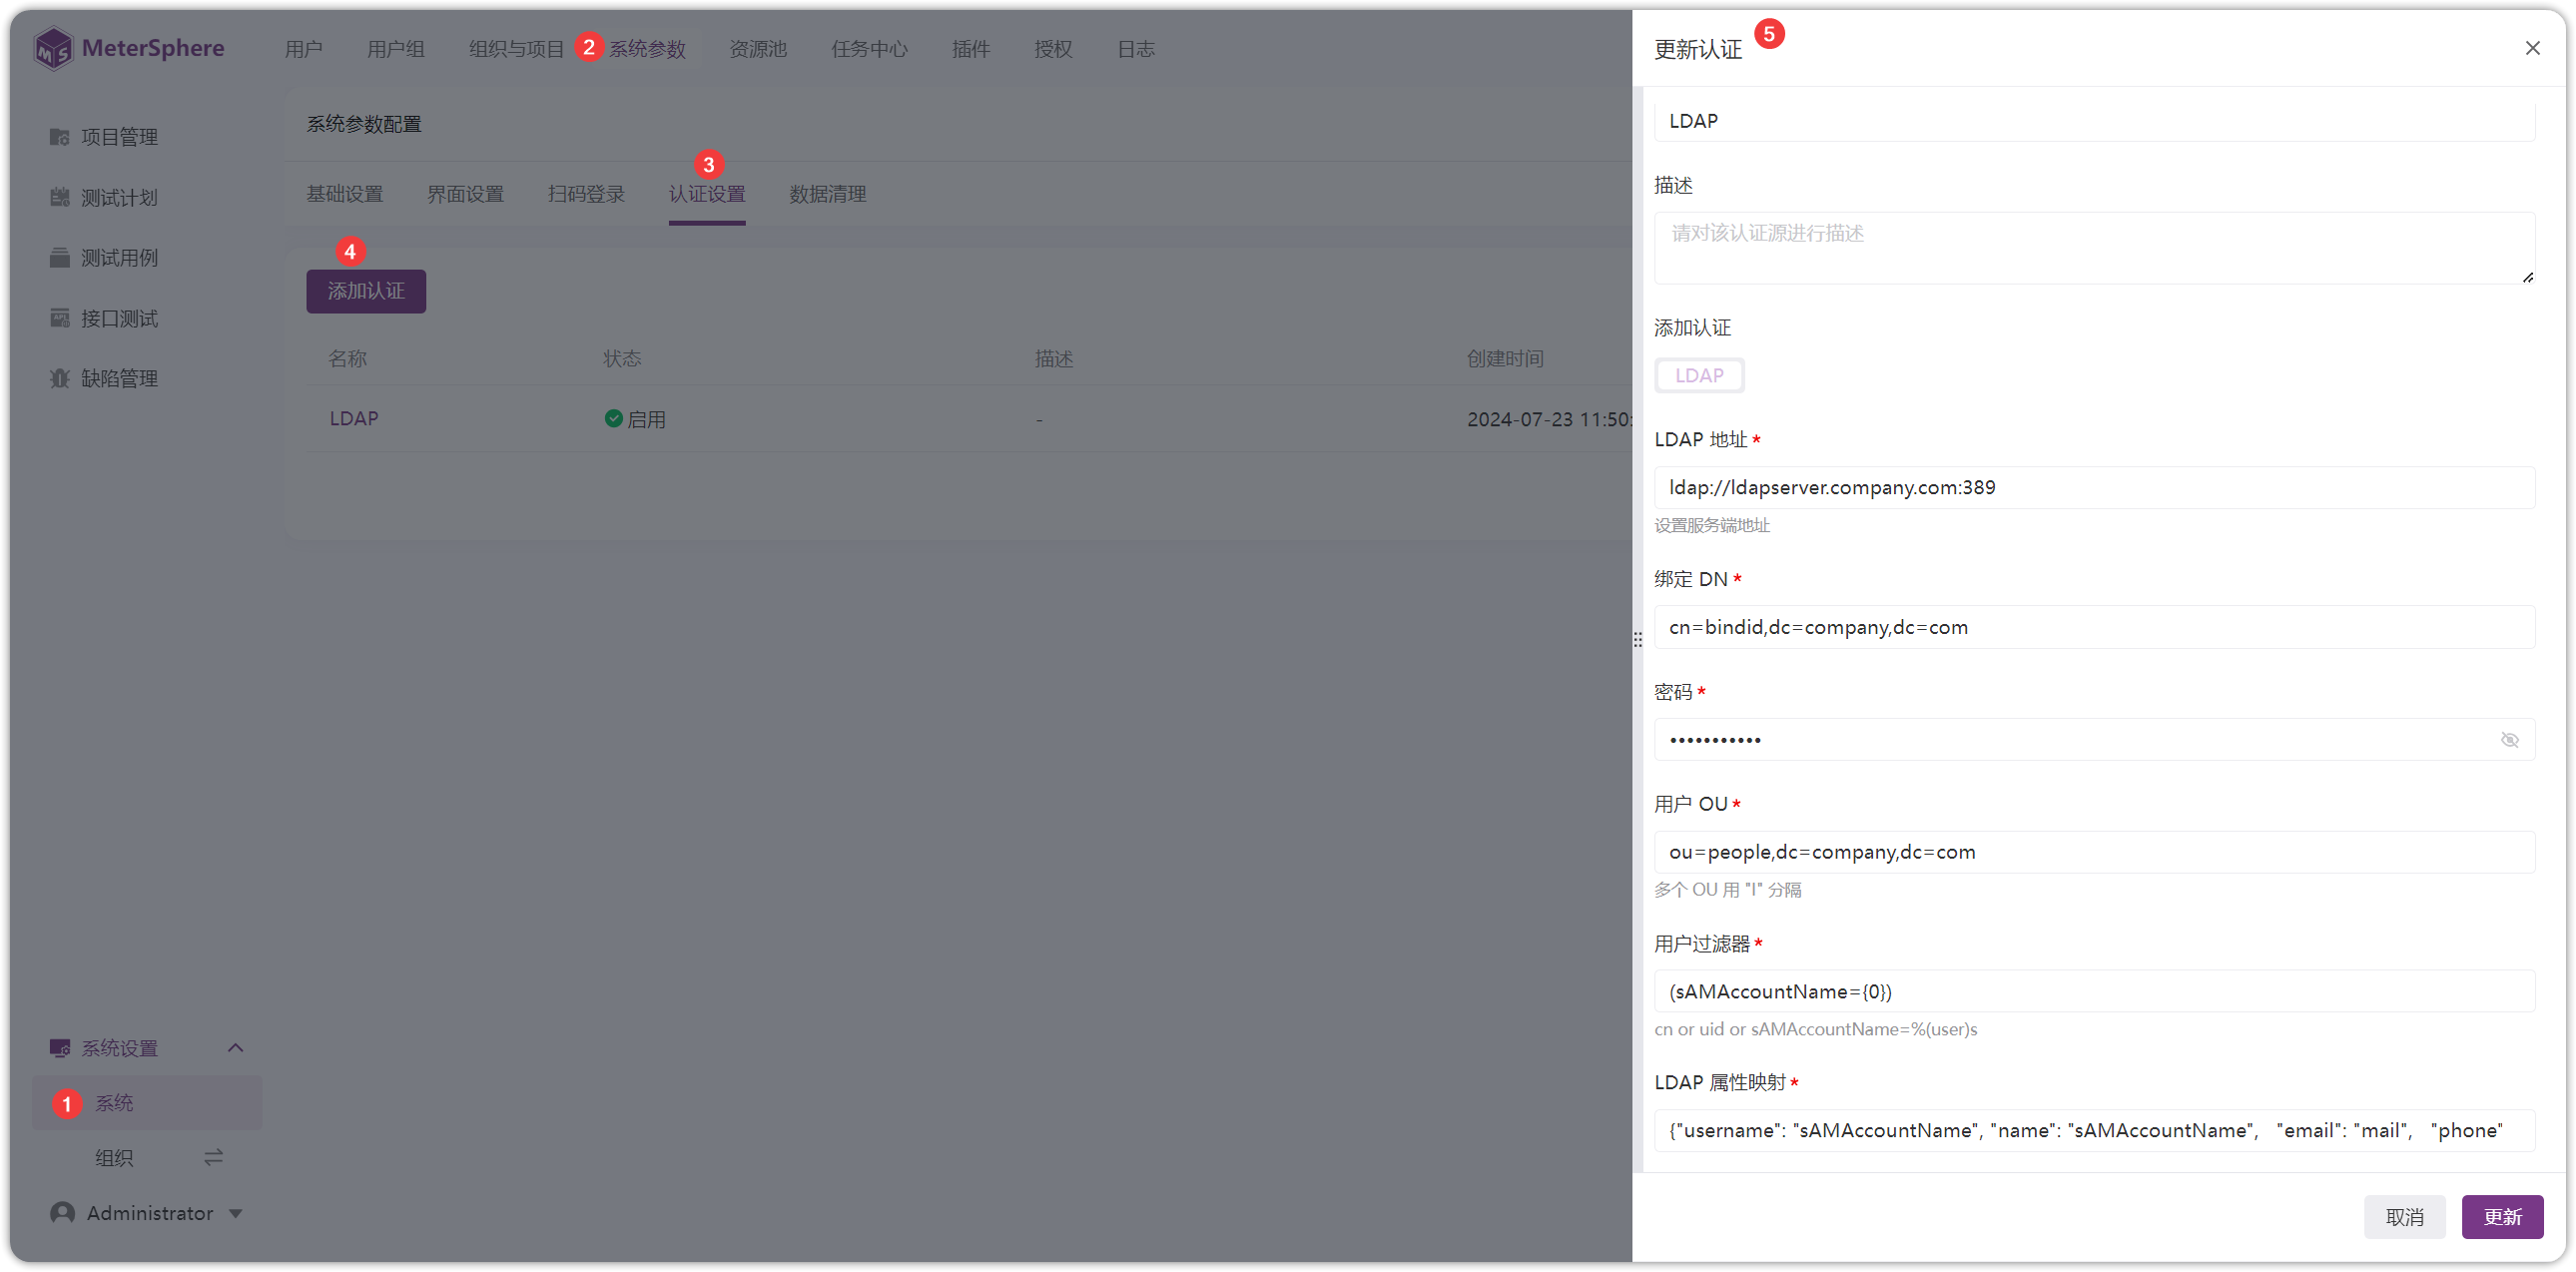 MeterSphere
用户
用户组
组织与项目
2
系统参数
资源池
任务中心
插件
授权
日志
项目管理
测试计划
测试用例
接口测试
API
缺陷管理
系统参数配置
3
基础设置
界面设置
扫码登录
认证设置
数据清理
4
添加认证
名称
状态
描述
创建时间
LDAP
启用
-
2024-07-23 11:50:
系统设置
1
系统
组织
Administrator
更新认证
5
LDAP
描述
请对该认证源进行描述
添加认证
LDAP
LDAP 地址*
ldap://ldapserver.company.com:389
设置服务端地址
绑定 DN*
cn=bindid,dc=company,dc=com
密码*
•••••••••••
用户 OU*
ou=people,dc=company,dc=com
多个 OU 用 "I" 分隔
用户过滤器*
(sAMAccountName={0})
cn or uid or sAMAccountName=%(user)s
LDAP 属性映射*
{"username": "sAMAccountName", "name": "sAMAccountName", "email": "mail", "phone"
取消
更新